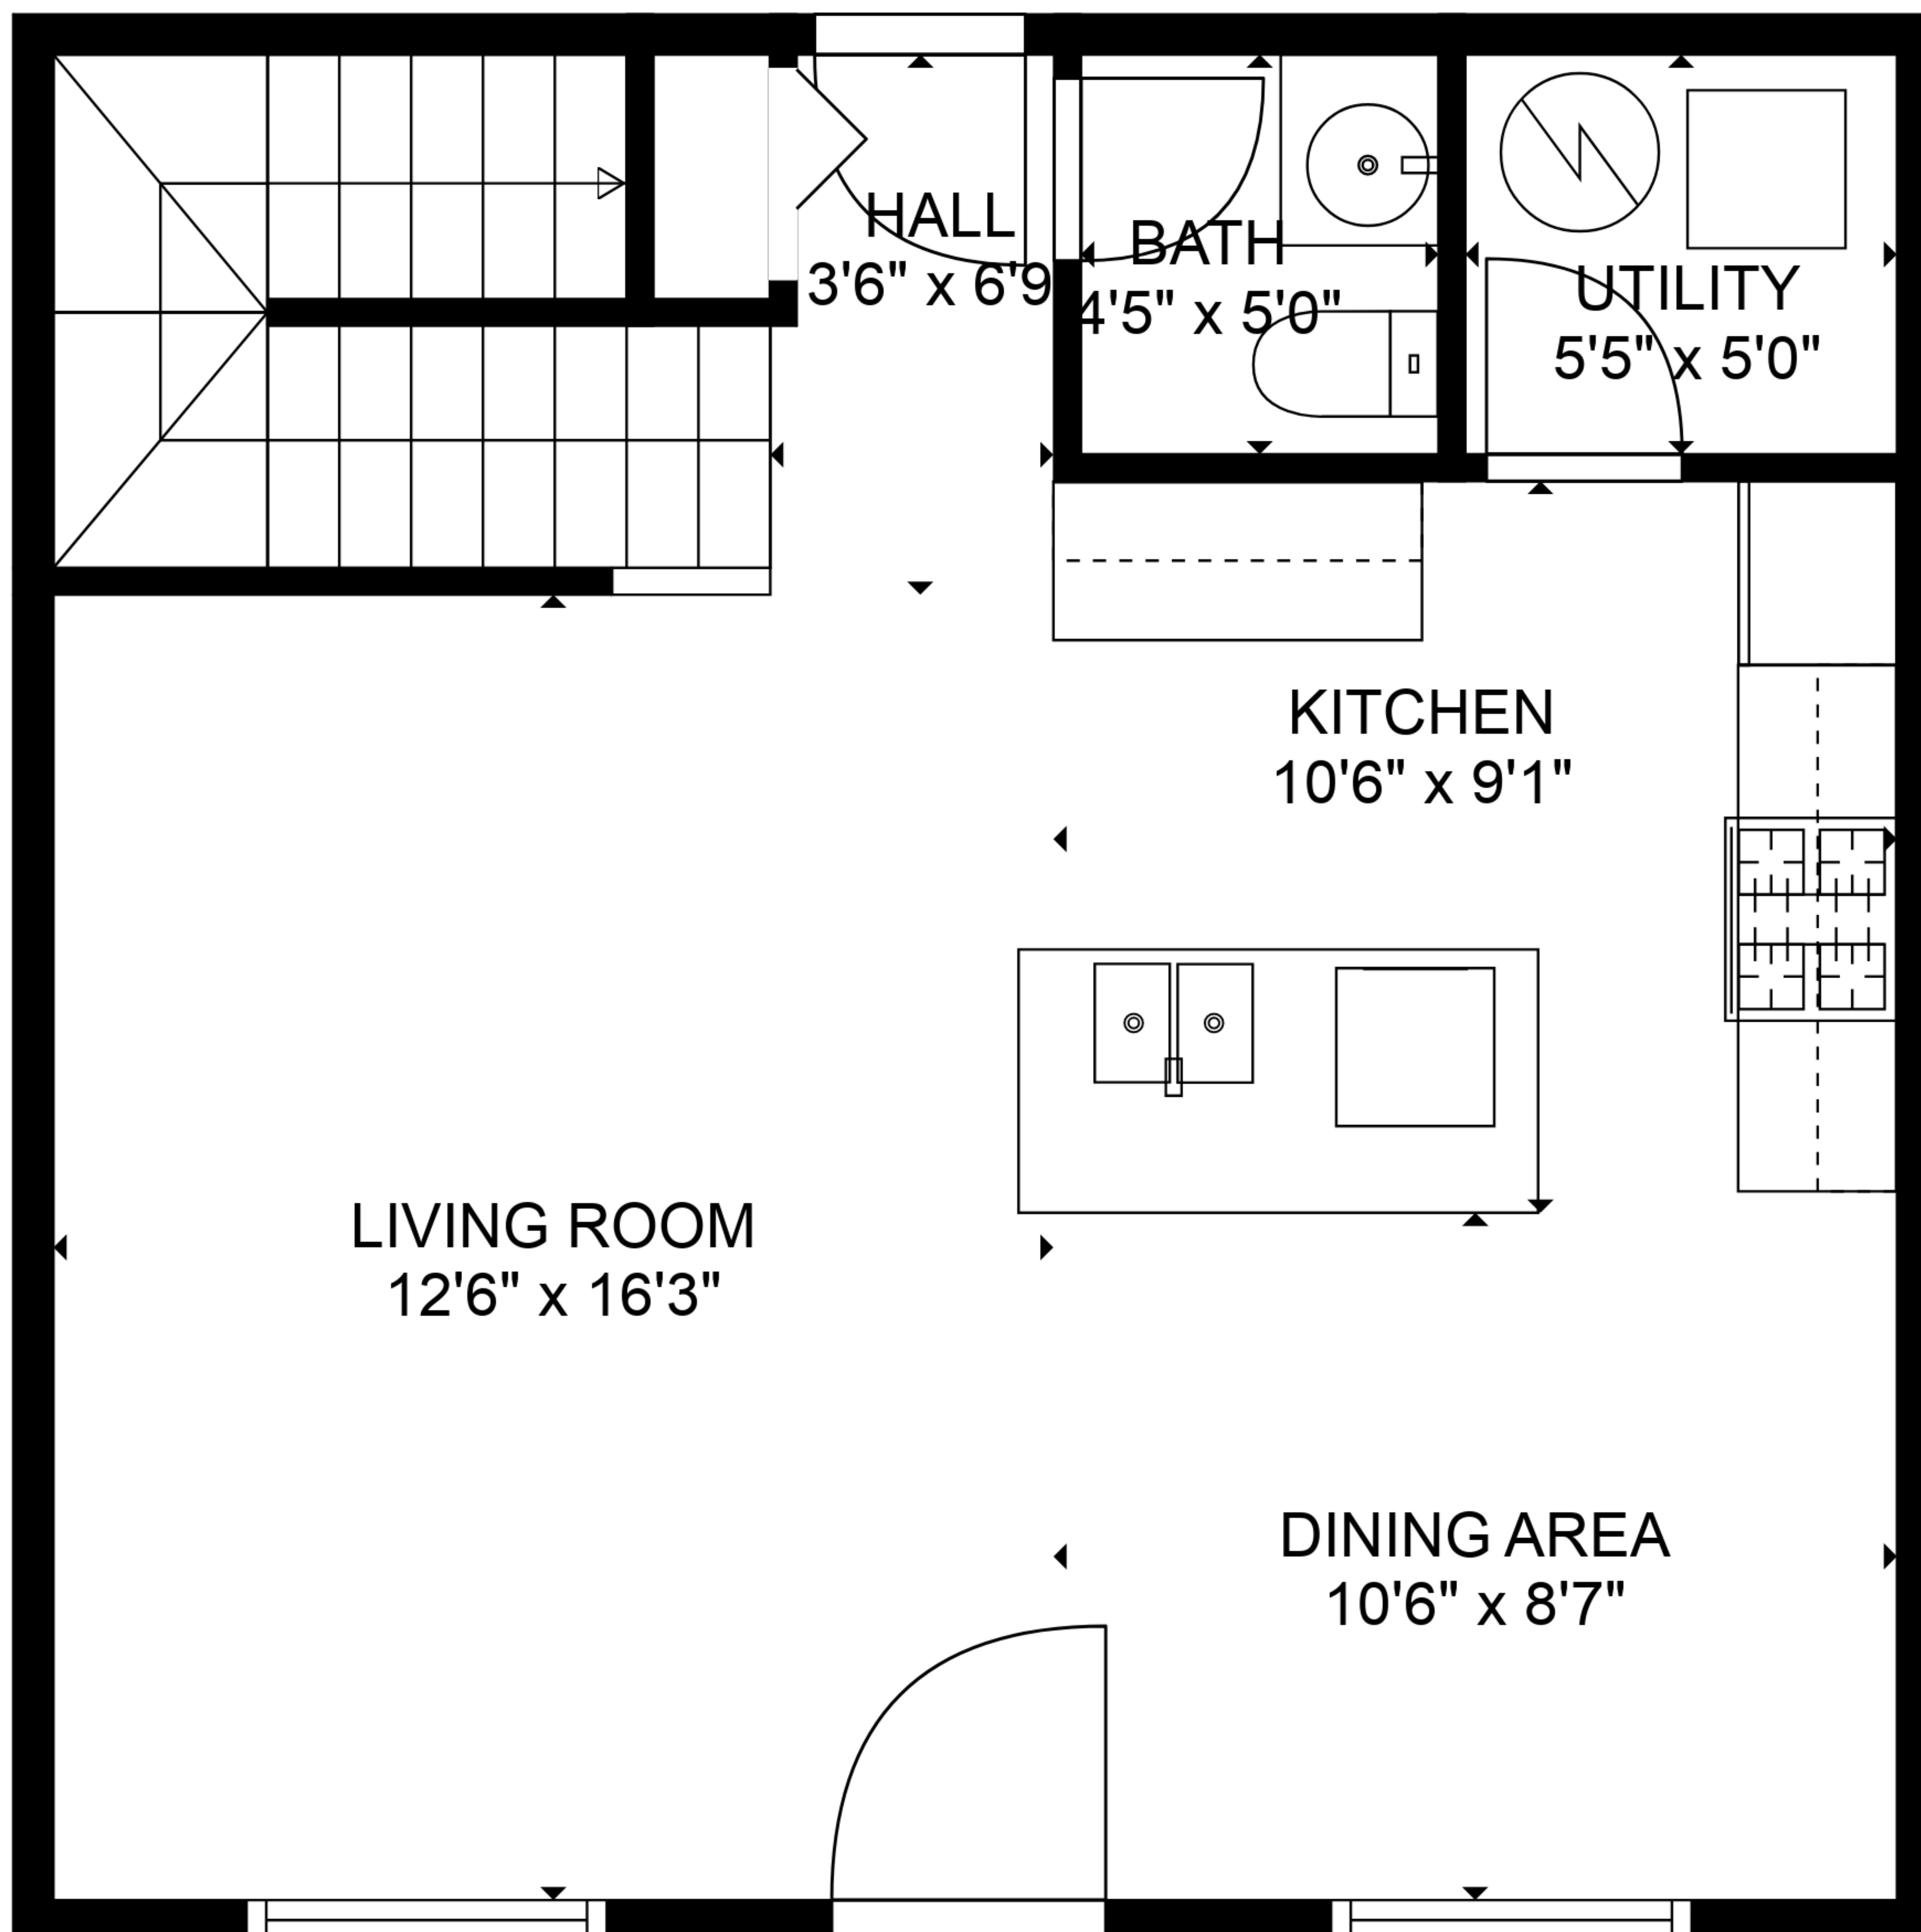 HALL
3'6" x 6'9
BATH
4'5" x 5'0"
UTILITY
5'5" x 5'0"
KITCHEN
10'6" x 9'1"
LIVING ROOM
12'6" x 16'3"
DINING AREA
10'6" x 8'7"